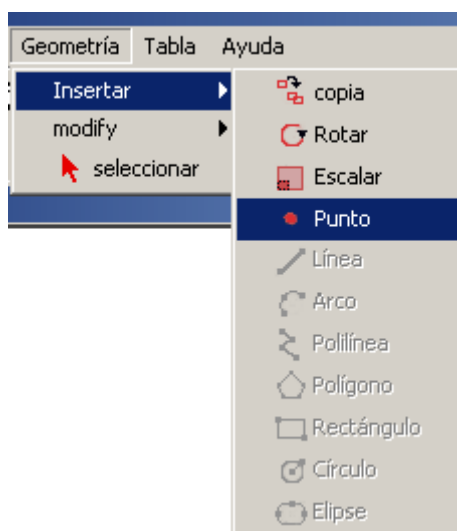 Geometría Tabla Ayuda
Insertar
modify
seleccionar
copia
Rotar
Escalar
Punto
Línea
Arco
Polilínea
Polígono
Rectángulo
Círculo
Elipse